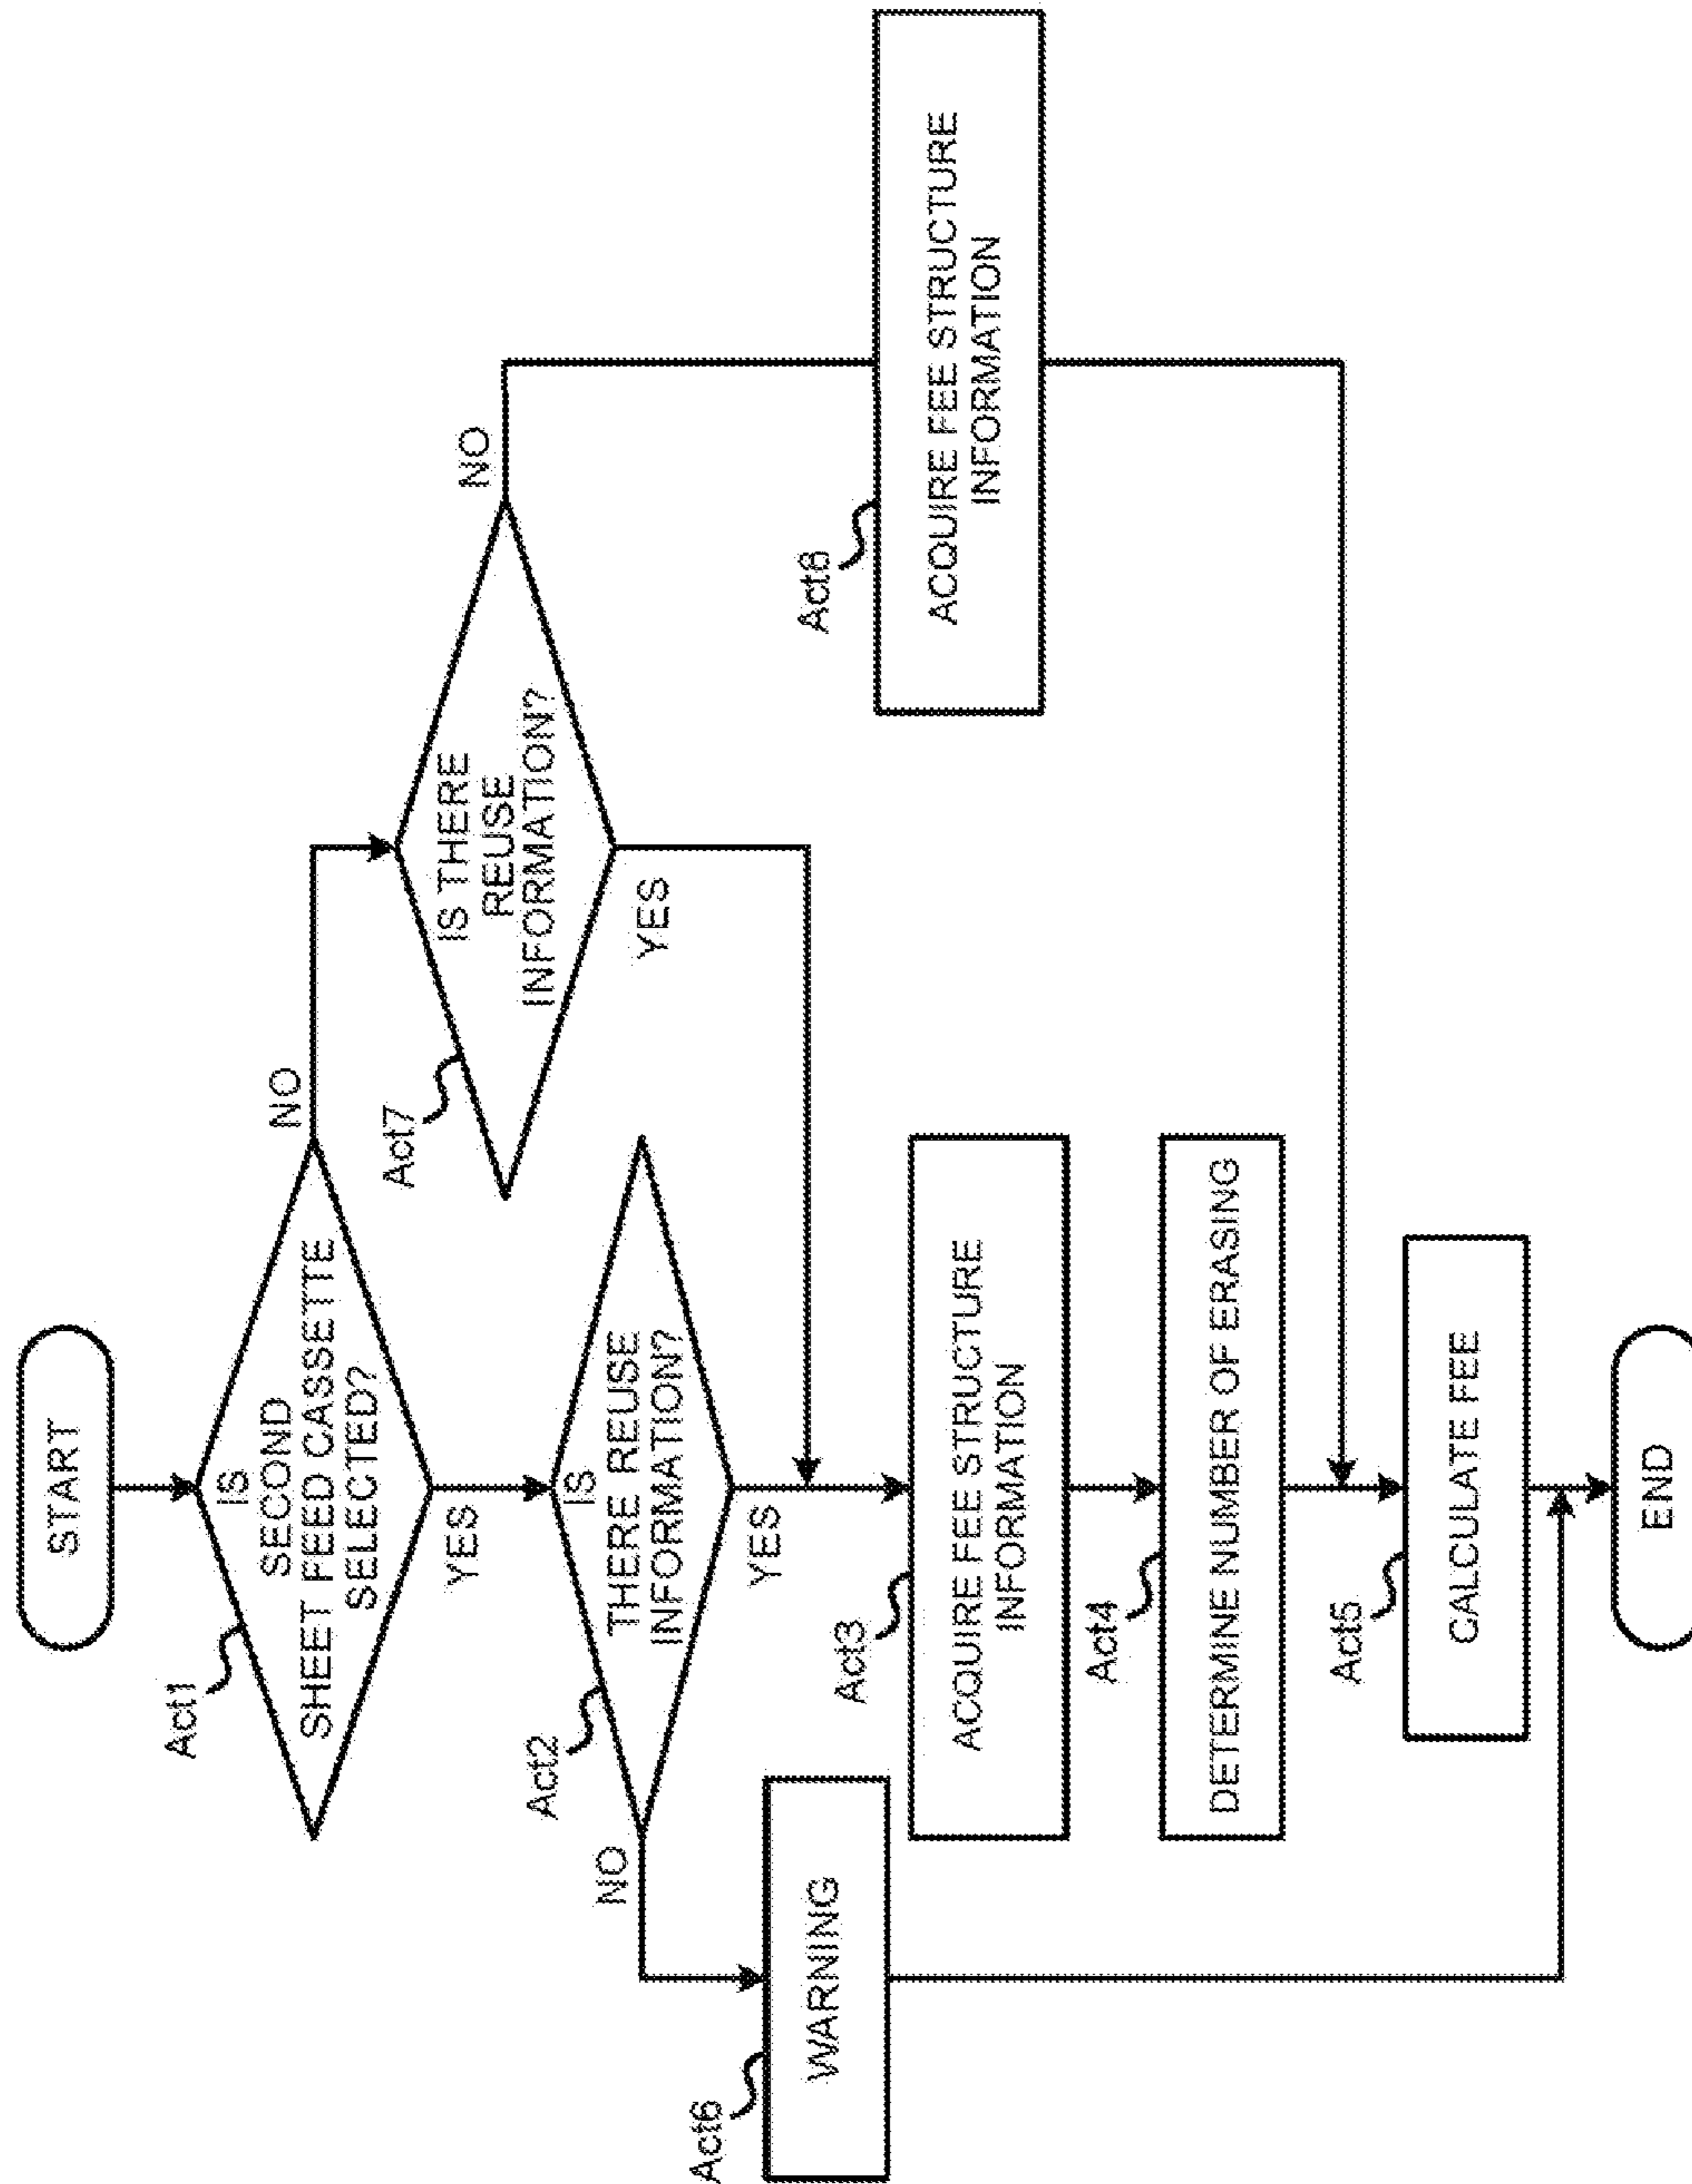 START
Act1
IS
SECOND
SHEET FEED CASSETTE
SELECTED?
NO
YES
Act7
IS THERE
REUSE
INFORMATION?
NO
YES
Act2
IS
THERE REUSE
INFORMATION?
NO
YES
Act6
WARNING
Act3
ACQUIRE FEE STRUCTURE
INFORMATION
Act8
ACQUIRE FEE STRUCTURE
INFORMATION
Act4
DETERMINE NUMBER OF ERASING
Act5
CALCULATE FEE
END